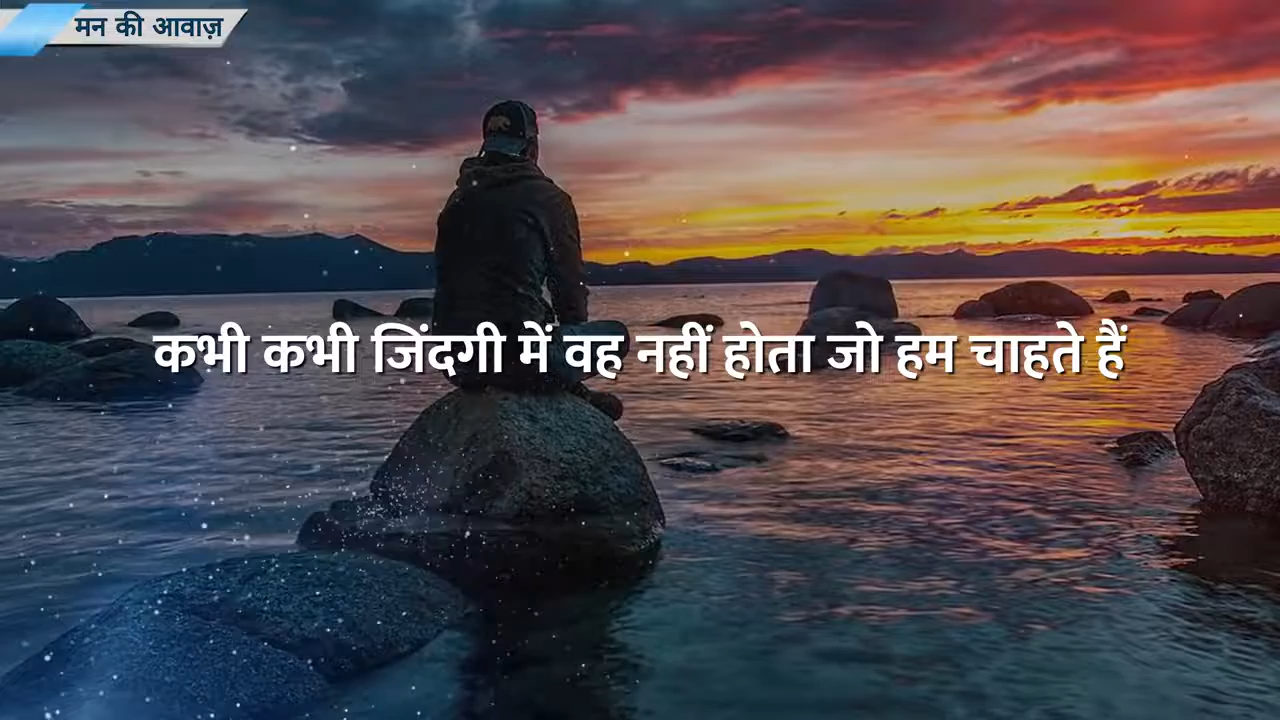 मन की आवाज़
कभी कभी जिंदगी में वह नहीं होता जो हम चाहते हैं